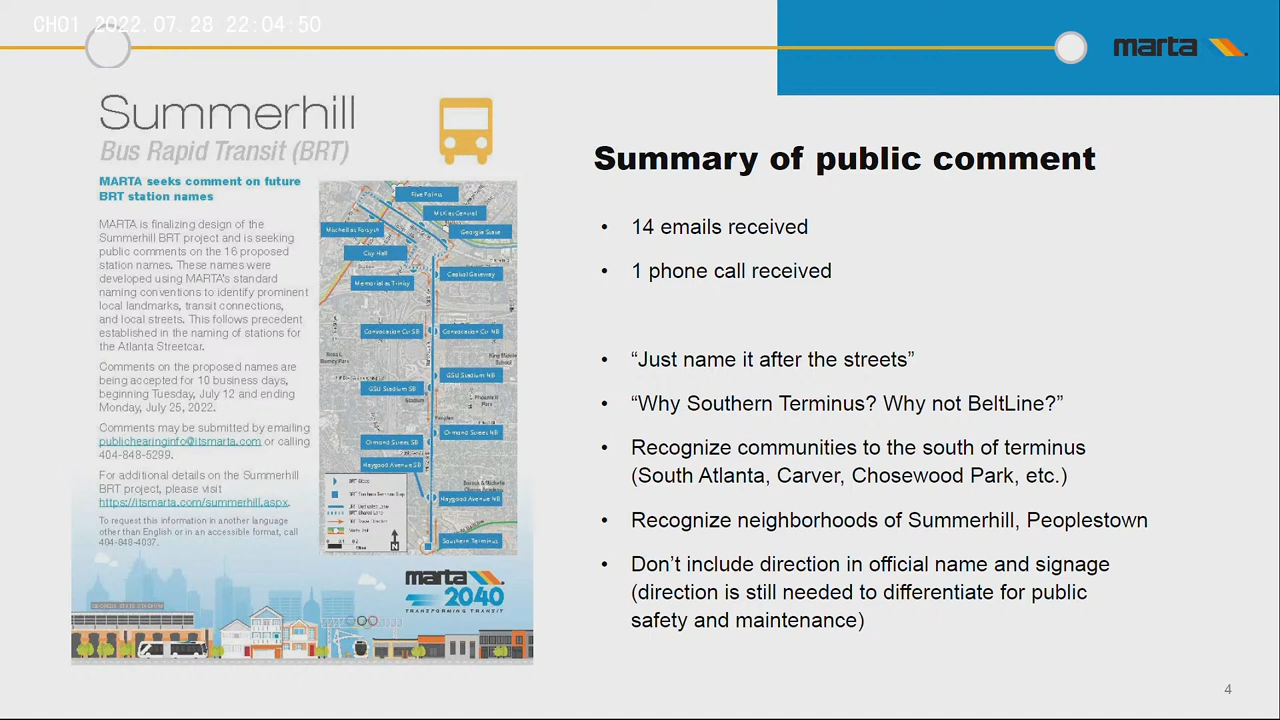 CH01 2022.07.28 22:04:50
marta
Summerhill
Bus Rapid Transit (BRT)
MARTA seeks comment on future
BRT station names
MARTA is finalizing design of the
Summerhill BRT project and is seeking
public comments on the 16 proposed
station names. These names were
developed using MARTA's standard
naming conventions to identify prominent
local landmarks, transit connections,
and local streets. This follows precedent
established in the naming of stations for
the Atlanta Streetcar.
Comments on the proposed names are
being accepted for 10 business days,
beginning Tuesday, July 12 and ending
Monday, July 25, 2022.
Comments may be submitted by emailing
publichearinginfo@itsmarta.com or calling
404-848-5299.
For additional details on the Summerhill
BRT project, please visit
https://itsmarta.com/summerhill.aspx.
To request this information in another language
other than English or in an accessible format, call
404-848-4037.
Five Points
Georgia State
City Hall
Capitol Gateway
Memorial at Trinity
Convocation Ctr SB
Convocation Ctr NB
GSU Stadium NB
GSU Stadium SB
Ormond Street NB
Ormond Street SB
Haygood Avenue SB
Haygood Avenue NB
Southern Terminus
N
GEORGIA STATE STADIUM
marta
2040
TRANSFORMING TRANSIT
Summary of public comment
• 14 emails received
• 1 phone call received
• “Just name it after the streets”
• “Why Southern Terminus? Why not BeltLine?”
• Recognize communities to the south of terminus
(South Atlanta, Carver, Chosewood Park, etc.)
• Recognize neighborhoods of Summerhill, Peoplestown
• Don’t include direction in official name and signage
(direction is still needed to differentiate for public
safety and maintenance)
4